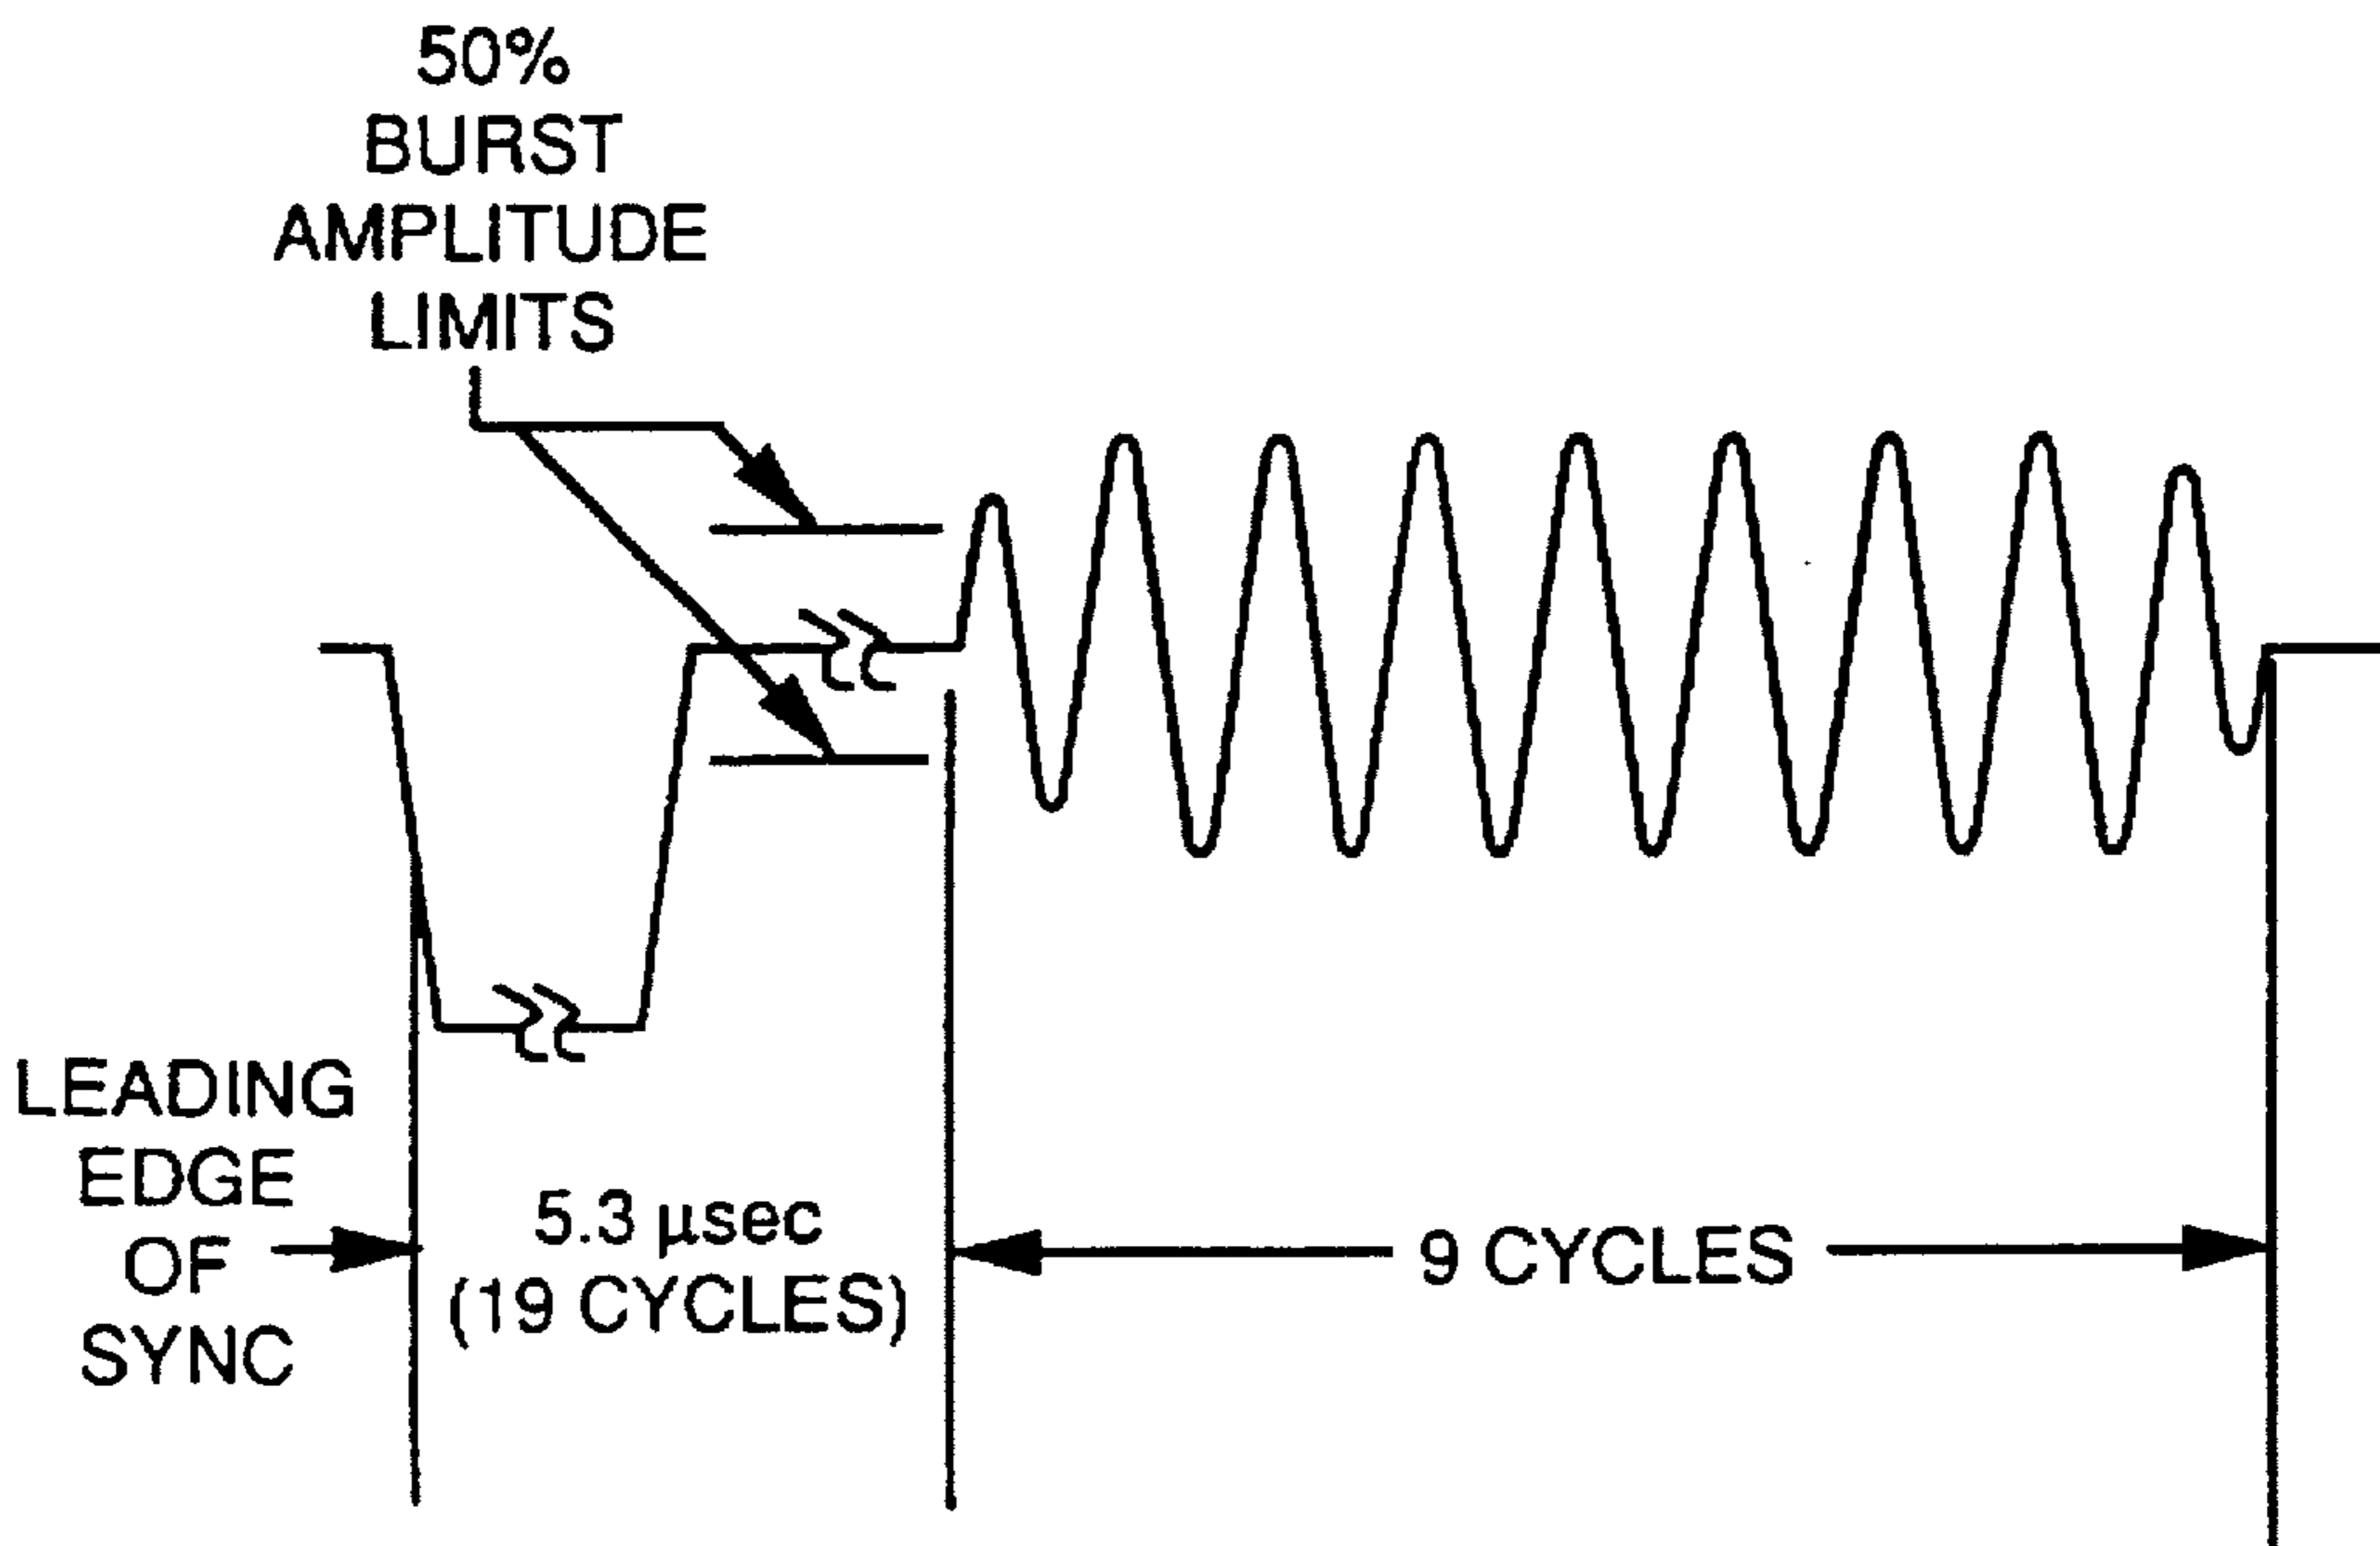 50%
BURST
AMPLITUDE
LIMITS
LEADING
EDGE
OF
SYNC
5.3 µsec
(19 CYCLES)
9 CYCLES